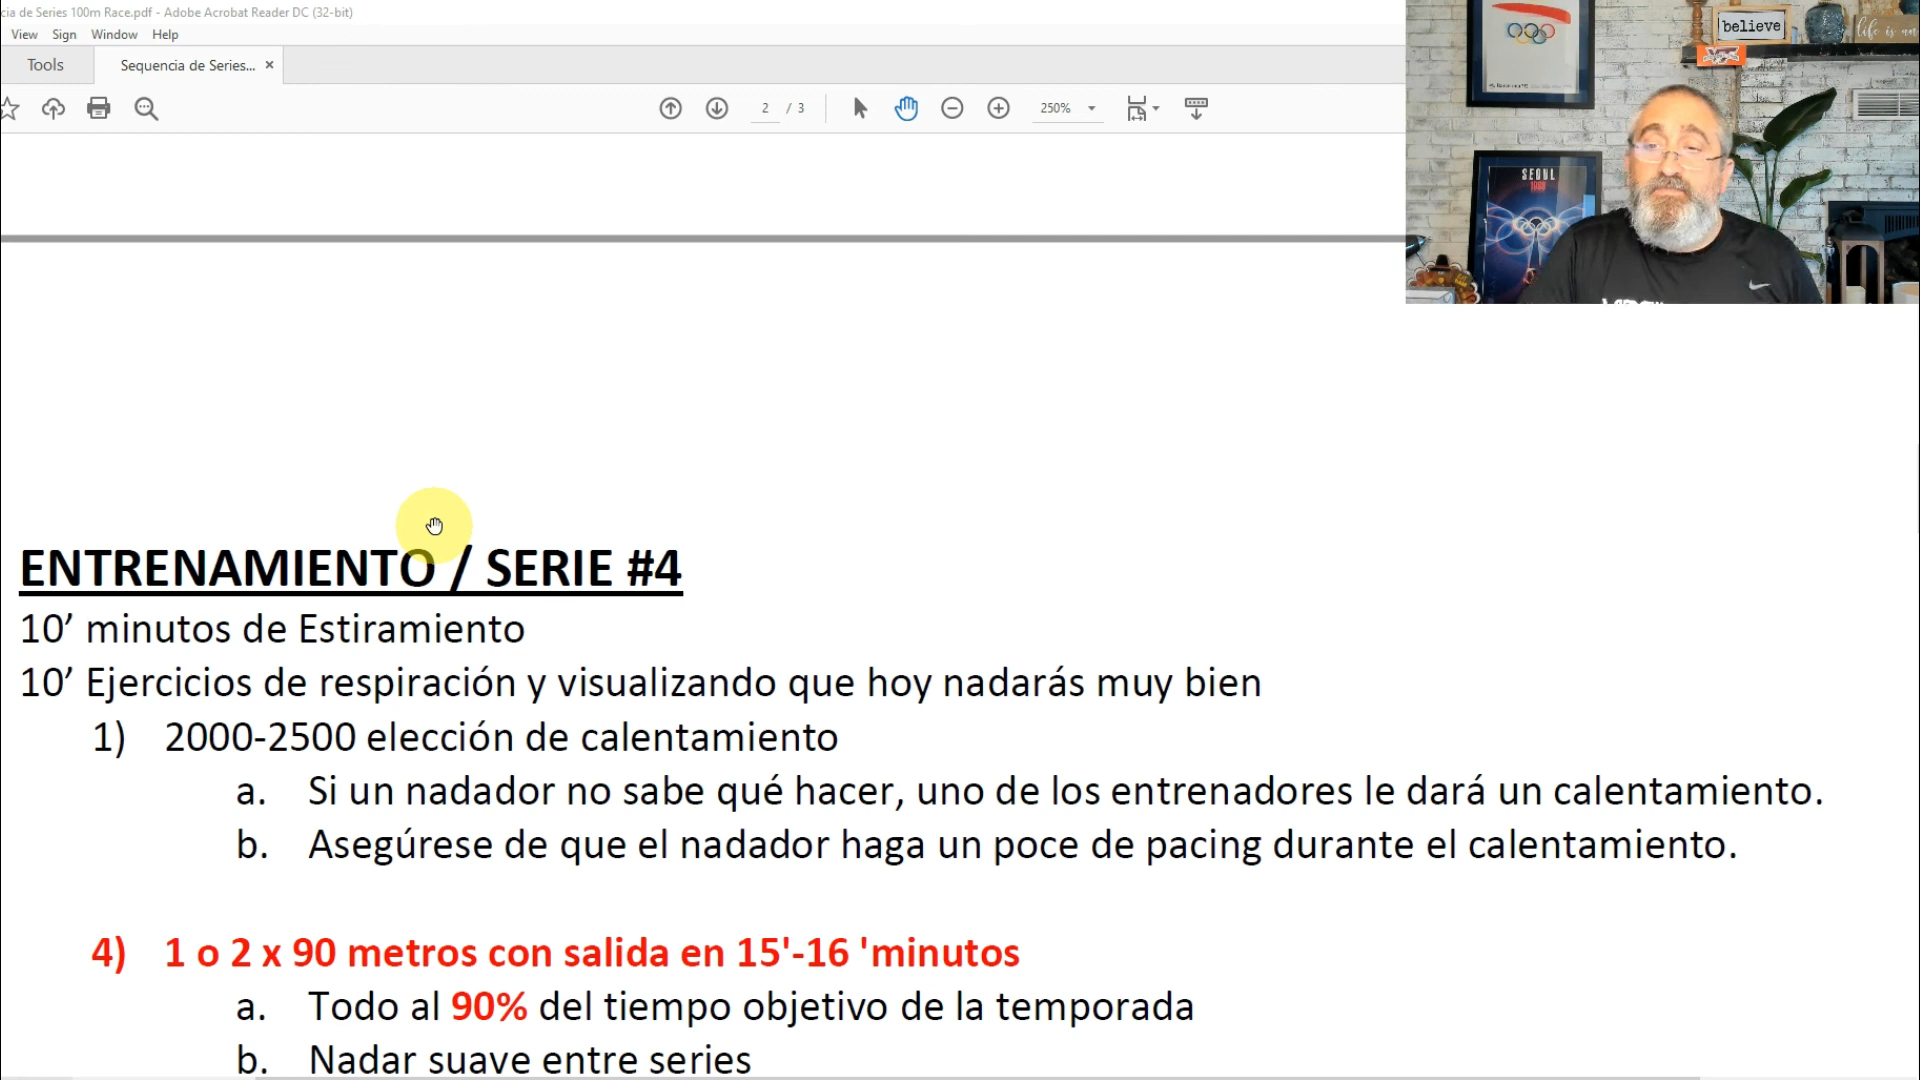 cia de Series 100m Race.pdf - Adobe Acrobat Reader DC (32-bit)
View Sign Window Help
Tools Sequencia de Series... ×
2 / 3 250%
believe
life is
SEOUL
1988
ENTRENAMIENTO / SERIE #4
10’ minutos de Estiramiento
10’ Ejercicios de respiración y visualizando que hoy nadarás muy bien
1) 2000-2500 elección de calentamiento
a. Si un nadador no sabe qué hacer, uno de los entrenadores le dará un calentamiento.
b. Asegúrese de que el nadador haga un poce de pacing durante el calentamiento.
4) 1 o 2 x 90 metros con salida en 15'-16 'minutos
a. Todo al 90% del tiempo objetivo de la temporada
b. Nadar suave entre series